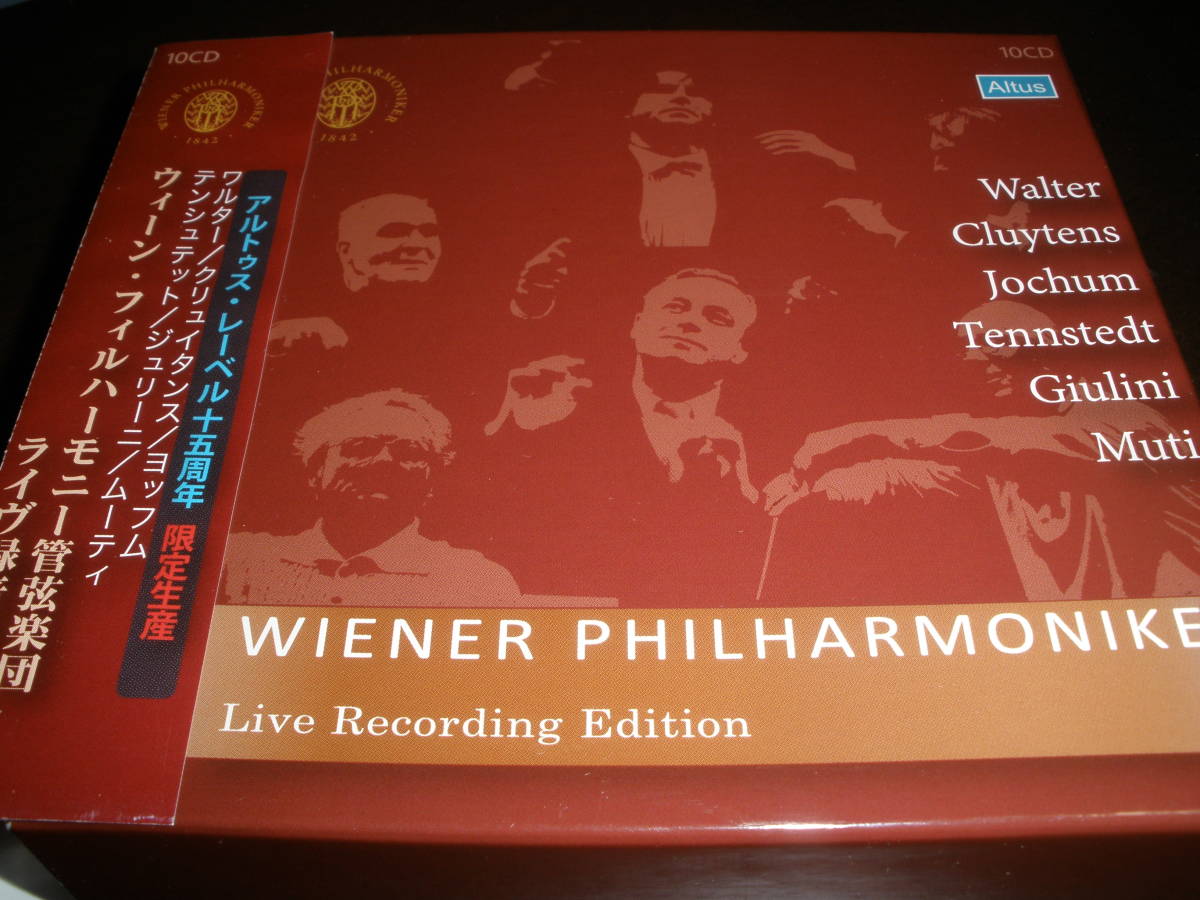 10CD
WIENER PHILHARMONIKER
1842
アルトゥス・レーベル十五周年 限定生産
ワルター/クリュイタンス/ヨッフム
テンシュテット/ジュリーニ/ムーティ
ウィーン・フィルハーモニー管弦楽団
ライヴ録
PHILHARMONIKER
1842
10CD
Altus
Walter
Cluytens
Jochum
Tennstedt
Giulini
Muti
WIENER PHILHARMONIKE
Live Recording Edition